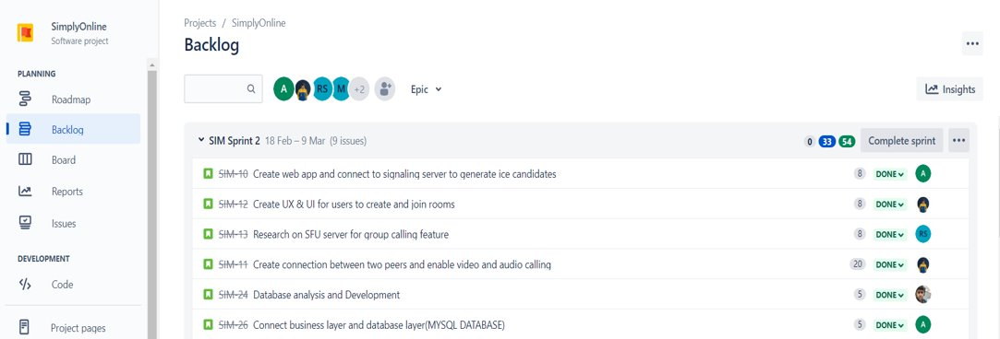 SimplyOnline
Software project
PLANNING
Roadmap
Backlog
Board
Reports
Issues
DEVELOPMENT
Code
Project pages
Projects / SimplyOnline
Backlog
A RS M +2 Epic
Insights
SIM Sprint 2 18 Feb – 9 Mar (9 issues) 0 33 54 Complete sprint
SIM-10 Create web app and connect to signaling server to generate ice candidates 8 DONE A
SIM-12 Create UX & UI for users to create and join rooms 8 DONE
SIM-13 Research on SFU server for group calling feature 8 DONE RS
SIM-11 Create connection between two peers and enable video and audio calling 20 DONE
SIM-24 Database analysis and Development 5 DONE
SIM-26 Connect business layer and database layer(MYSQL DATABASE) 5 DONE A